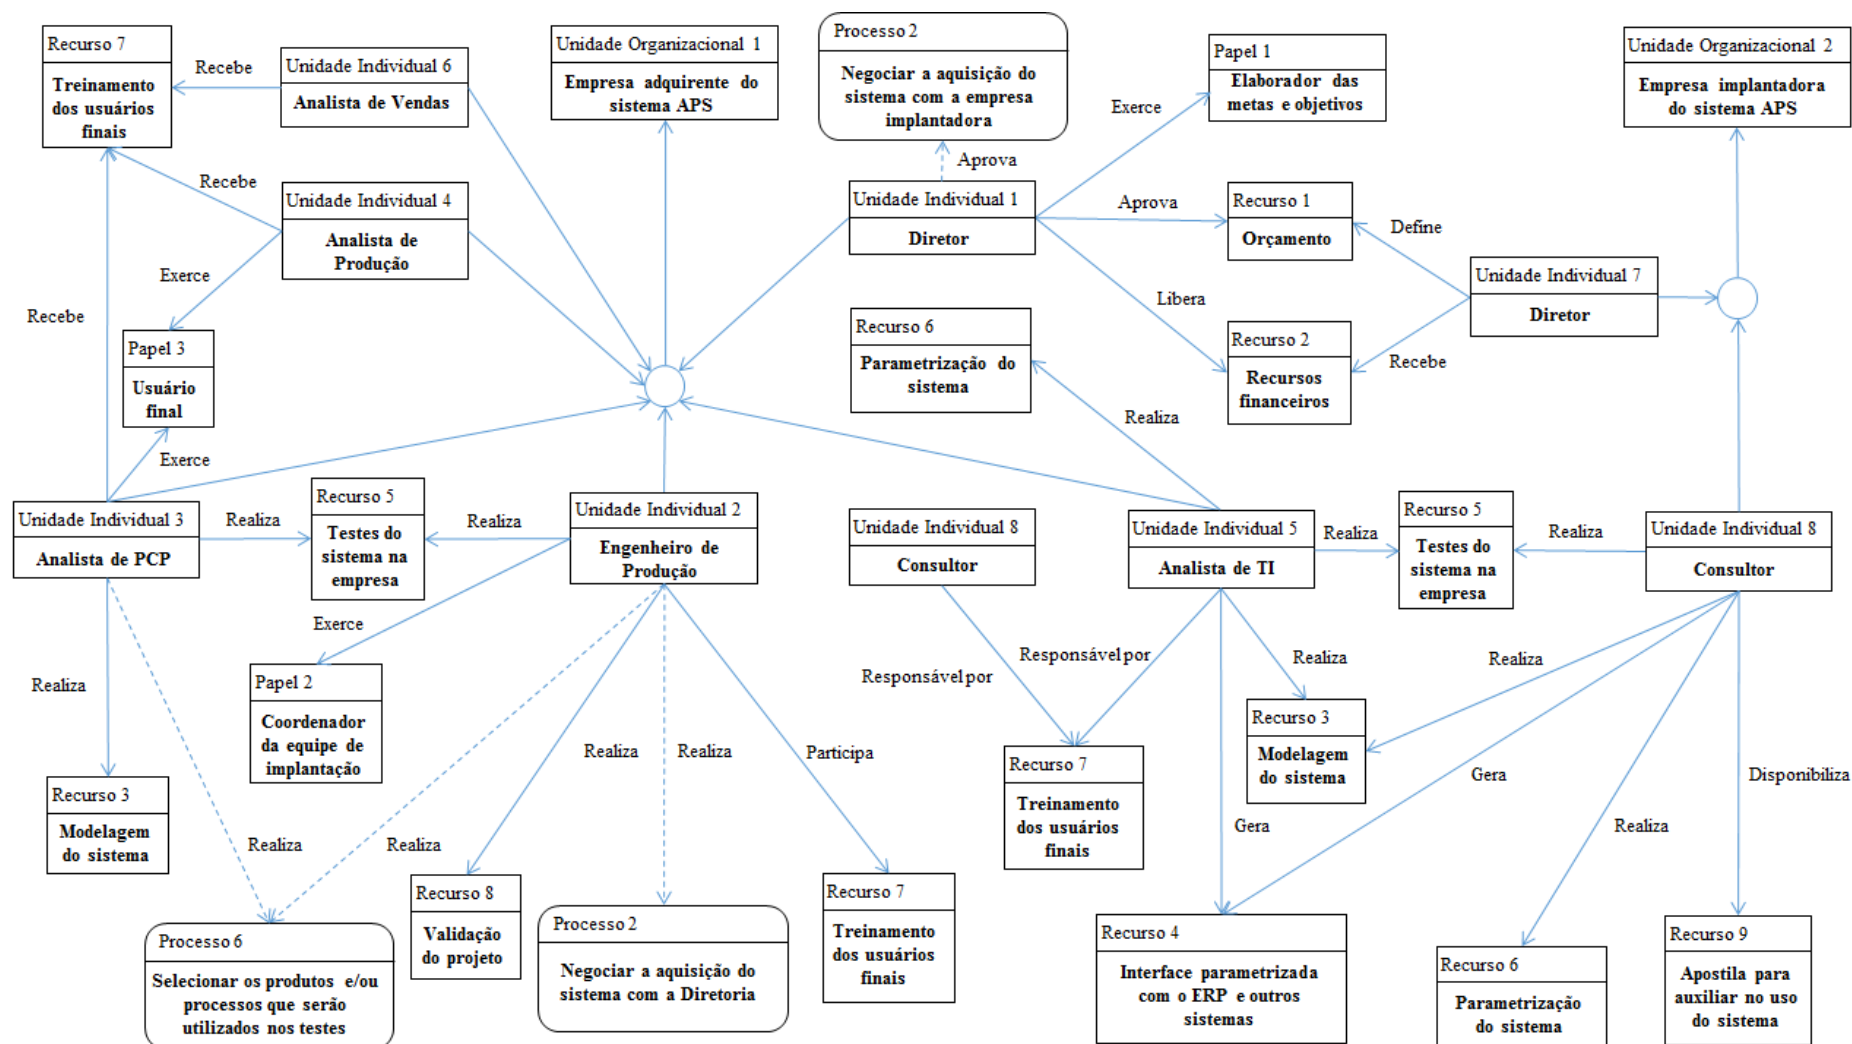 Recurso 7
Treinamento
dos usuários
finais
Recebe
Unidade Individual 6
Analista de Vendas
Unidade Organizacional 1
Empresa adquirente do
sistema APS
Processo 2
Negociar a aquisição do
sistema com a empresa
implantadora
Aprova
Papel 1
Elaborador das
metas e objetivos
Exerce
Unidade Organizacional 2
Empresa implantadora
do sistema APS
Recebe
Unidade Individual 4
Analista de
Produção
Exerce
Recebe
Unidade Individual 1
Diretor
Aprova
Recurso 1
Orçamento
Define
Unidade Individual 7
Diretor
Libera
Recurso 2
Recursos
financeiros
Recebe
Recurso 6
Parametrização do
sistema
Realiza
Papel 3
Usuário
final
Exerce
Unidade Individual 3
Analista de PCP
Realiza
Recurso 5
Testes do
sistema na
empresa
Realiza
Unidade Individual 2
Engenheiro de
Produção
Unidade Individual 8
Consultor
Unidade Individual 5
Analista de TI
Realiza
Recurso 5
Testes do
sistema na
empresa
Realiza
Unidade Individual 8
Consultor
Exerce
Papel 2
Coordenador
da equipe de
implantação
Realiza
Recurso 3
Modelagem
do sistema
Realiza
Realiza
Realiza
Realiza
Participa
Responsável por
Responsável por
Realiza
Realiza
Recurso 3
Modelagem
do sistema
Recurso 7
Treinamento
dos usuários
finais
Gera
Gera
Realiza
Disponibiliza
Processo 6
Selecionar os produtos e/ou
processos que serão
utilizados nos testes
Recurso 8
Validação
do projeto
Processo 2
Negociar a aquisição do
sistema com a Diretoria
Recurso 7
Treinamento
dos usuários
finais
Recurso 4
Interface parametrizada
com o ERP e outros
sistemas
Recurso 6
Parametrização
do sistema
Recurso 9
Apostila para
auxiliar no uso
do sistema